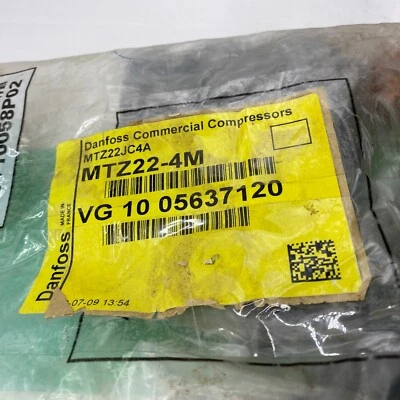 0058P02
Danfoss Commercial Compressors
MTZ22JC4A
MTZ22-4M
VG 10 05637120
Danfoss
MADE IN
FRANCE
-07-09 13:54